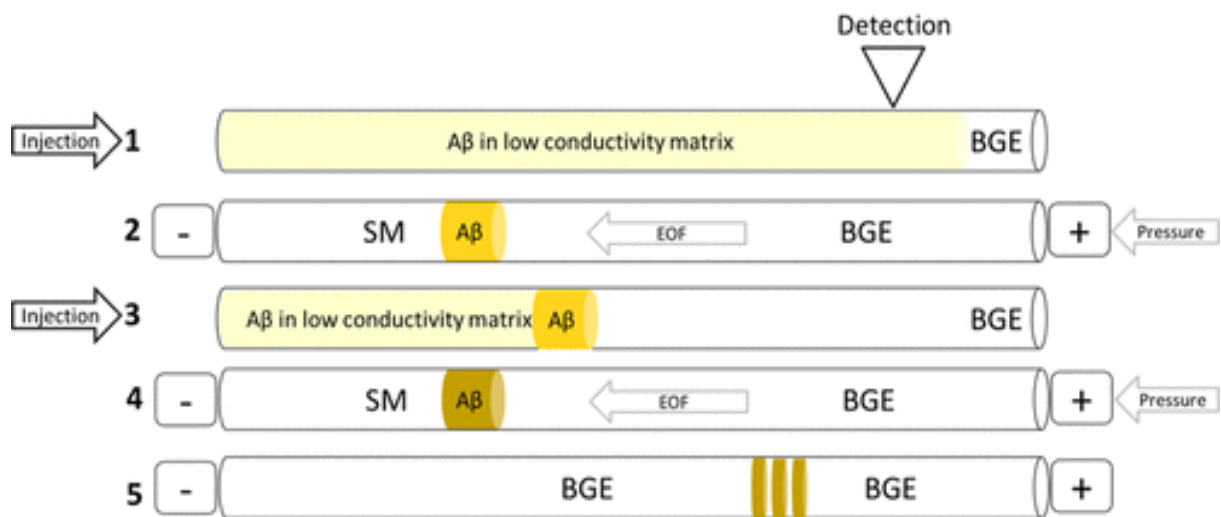 Detection
Injection 1 Aβ in low conductivity matrix BGE
2 - SM Aβ EOF BGE + Pressure
Injection 3 Aβ in low conductivity matrix Aβ BGE
4 - SM Aβ EOF BGE + Pressure
5 - BGE BGE +